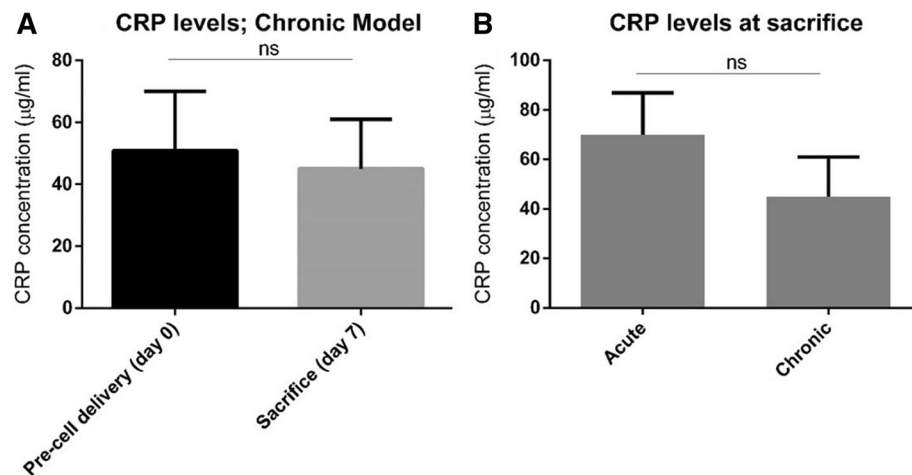 A
CRP levels; Chronic Model
ns
CRP concentration (µg/ml)
80
60
40
20
0
Pre-cell delivery (day 0)
Sacrifice (day 7)
B
CRP levels at sacrifice
ns
CRP concentration (µg/ml)
100
80
60
40
20
0
Acute
Chronic